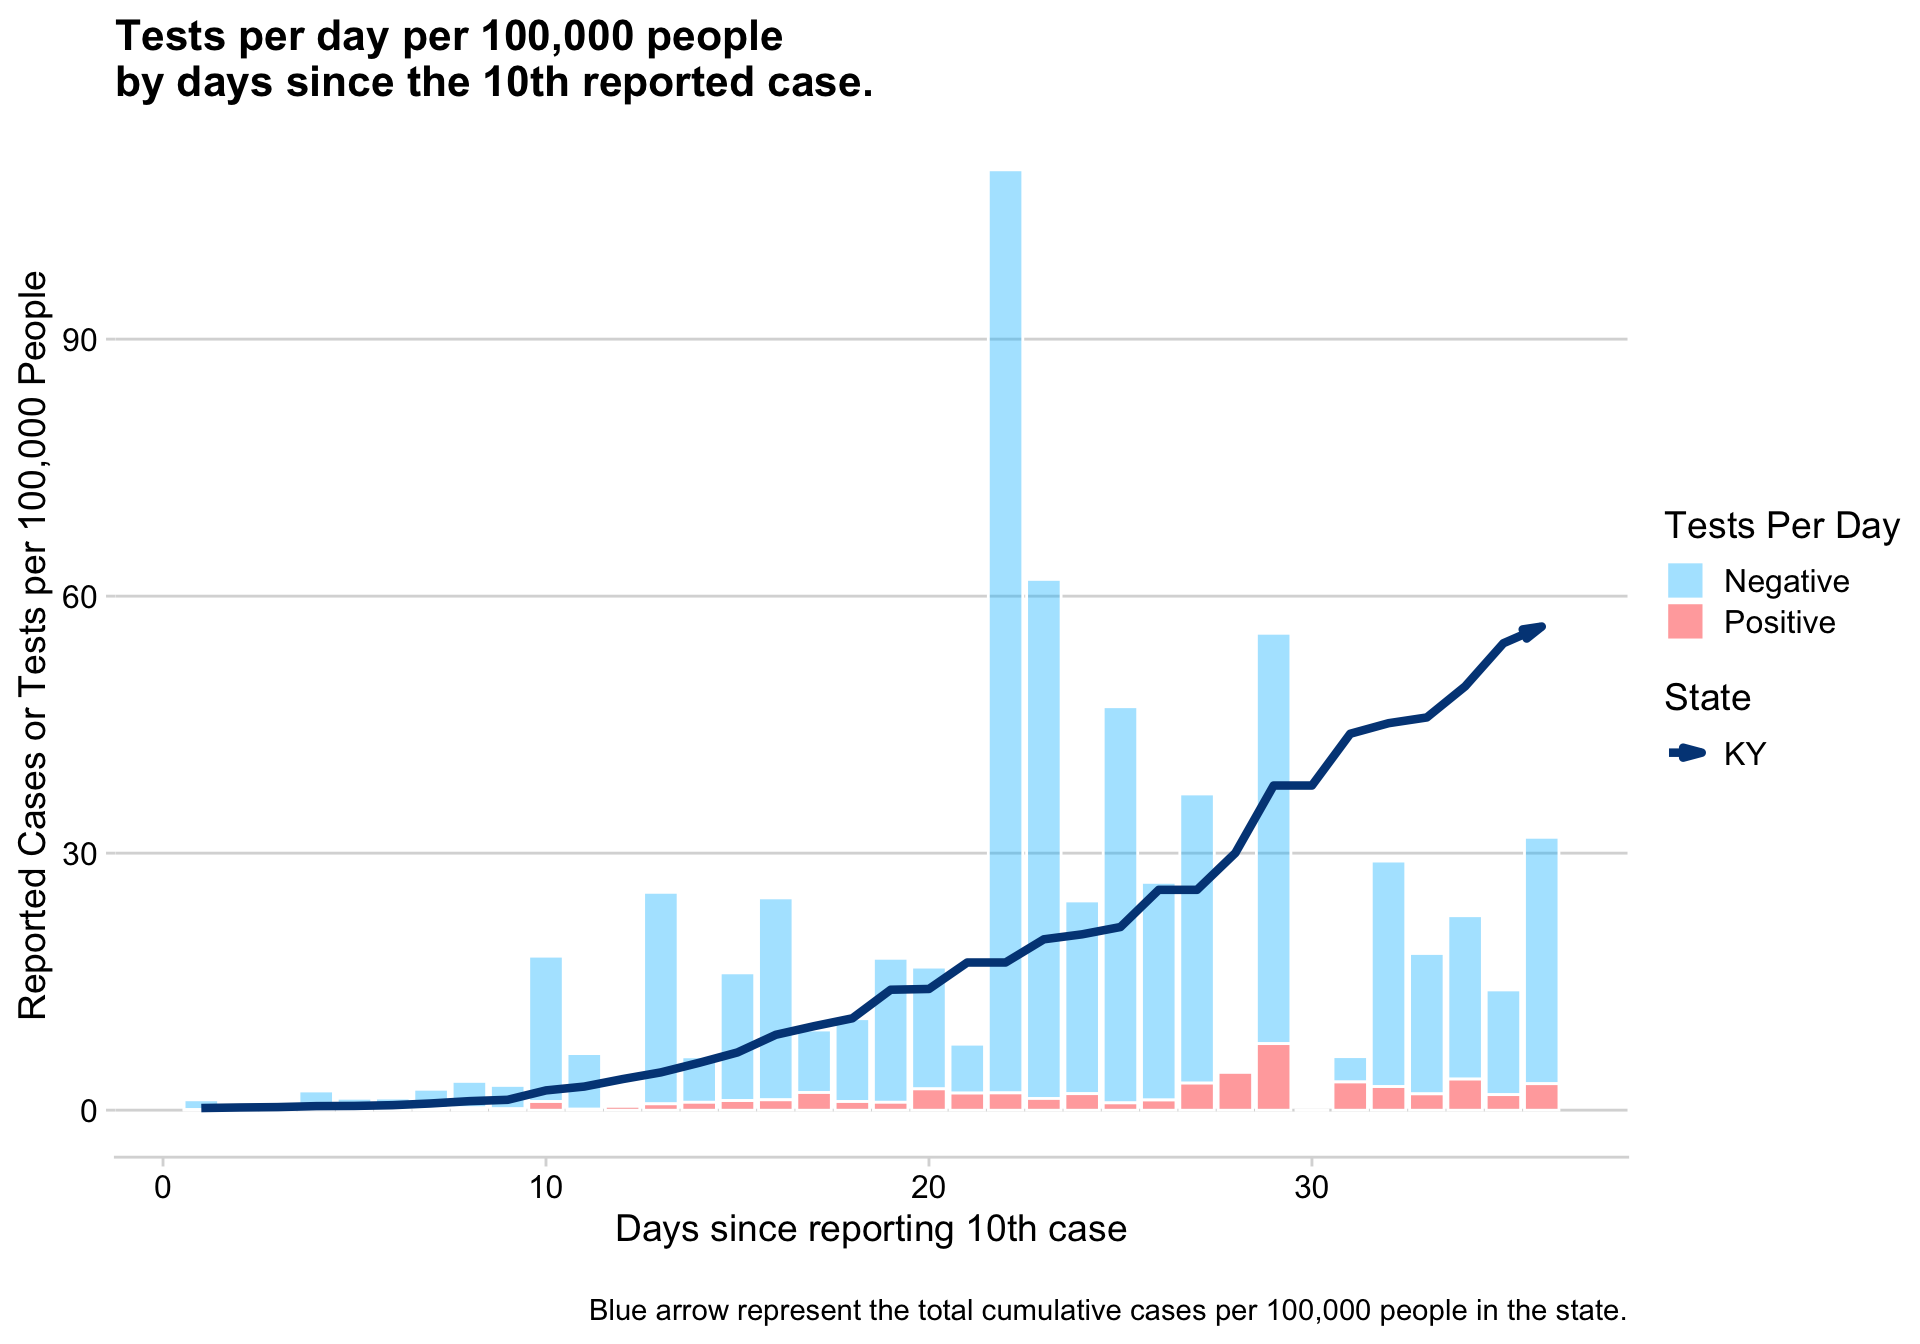 Tests per day per 100,000 people
by days since the 10th reported case.
Reported Cases or Tests per 100,000 People
90
60
30
0
0
10
20
30
Days since reporting 10th case
Tests Per Day
Negative
Positive
State
KY
Blue arrow represent the total cumulative cases per 100,000 people in the state.